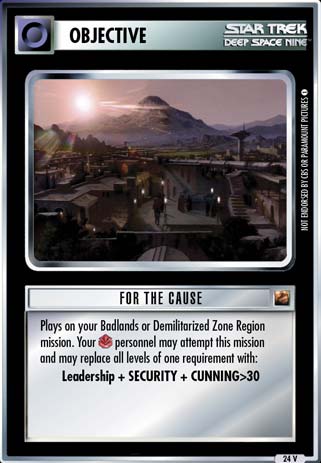 OBJECTIVE
STAR TREK
DEEP SPACE NINE™
NOT ENDORSED BY CBS OR PARAMOUNT PICTURES
FOR THE CAUSE
Plays on your Badlands or Demilitarized Zone Region
mission. Your personnel may attempt this mission
and may replace all levels of one requirement with:
Leadership + SECURITY + CUNNING>30
24 V